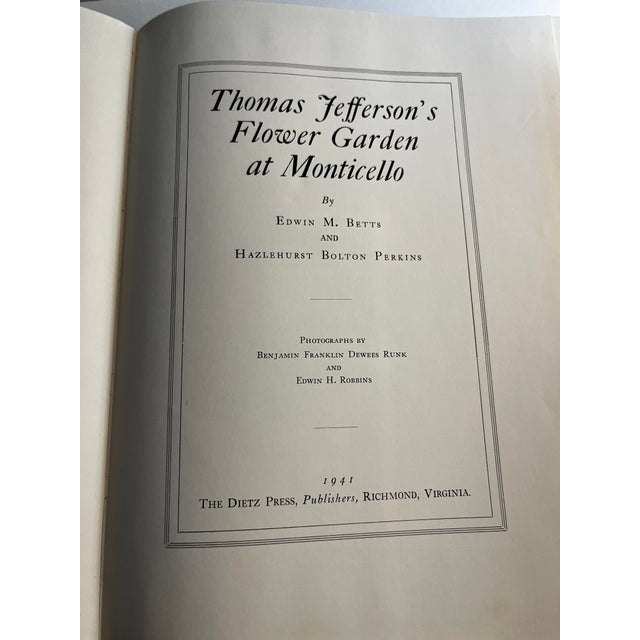 Thomas Jefferson's
Flower Garden
at Monticello
By
EDWIN M. BETTS
AND
HAZLEHURST BOLTON PERKINS
PHOTOGRAPHS BY
BENJAMIN FRANKLIN DEWEES RUNK
AND
EDWIN H. ROBBINS
1941
THE DIETZ PRESS, Publishers, RICHMOND, VIRGINIA.